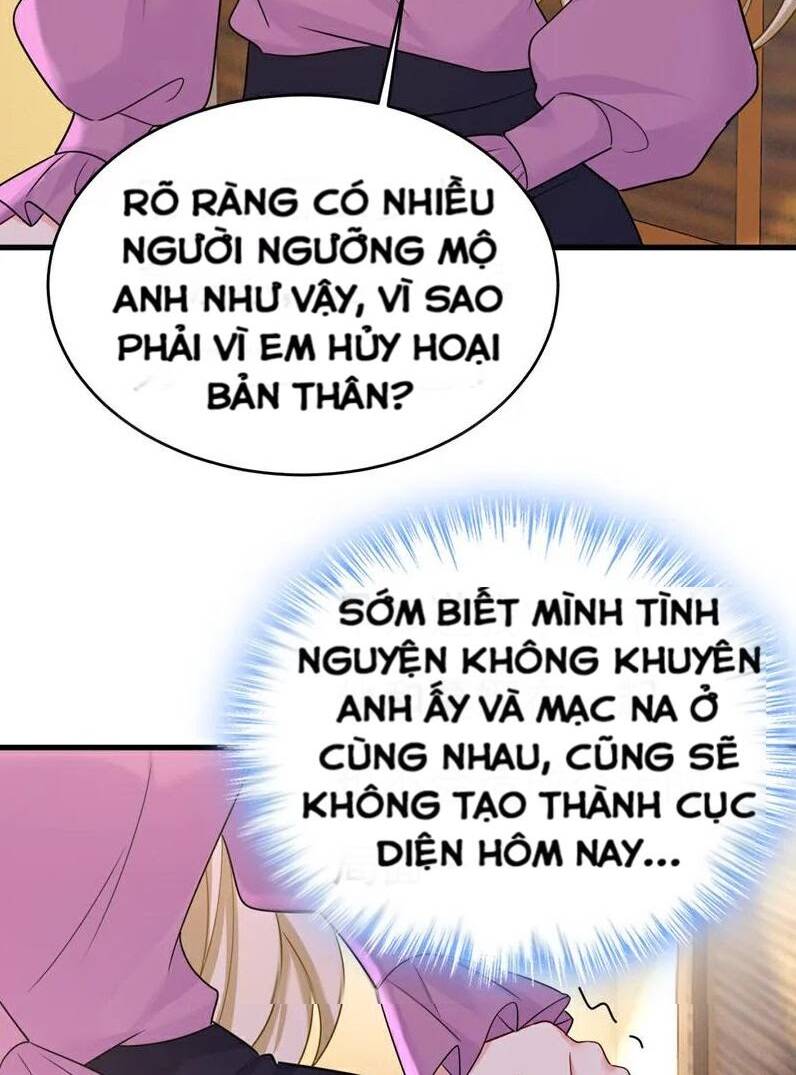 RÕ RÀNG CÓ NHIỀU
NGƯỜI NGƯỠNG MỘ
ANH NHƯ VẬY, VÌ SAO
PHẢI VÌ EM HỦY HOẠI
BẢN THÂN?
SỚM BIẾT MÌNH TÌNH
NGUYỆN KHÔNG KHUYÊN
ANH ẤY VÀ MẠC NA Ở
CÙNG NHAU, CŨNG SẼ
KHÔNG TẠO THÀNH CỤC
DIỆN HÔM NAY...